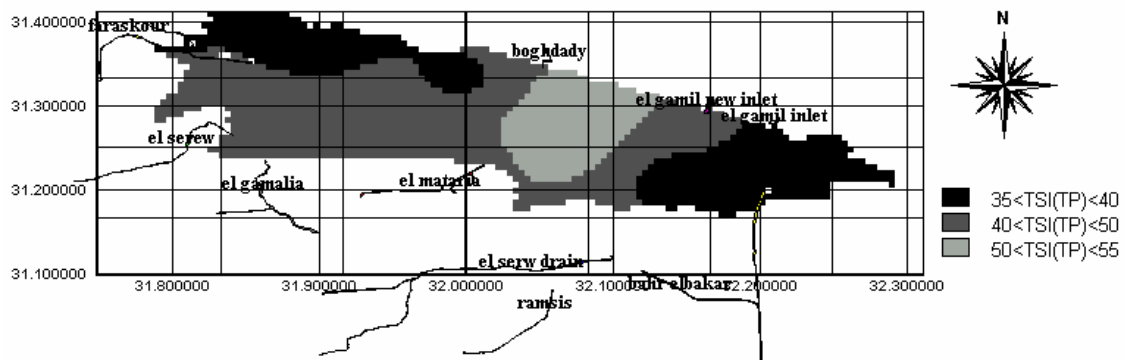 31.400000
faraskour
boghdady
N
31.300000
el gamil new inlet
el gamil inlet
el serew
el gamalia
el mataria
31.200000
35<TSI(TP)<40
40<TSI(TP)<50
50<TSI(TP)<55
el serw drain
31.100000
31.800000 31.900000 32.000000 32.100000 32.200000 32.300000
bahr elbakar
ramsis